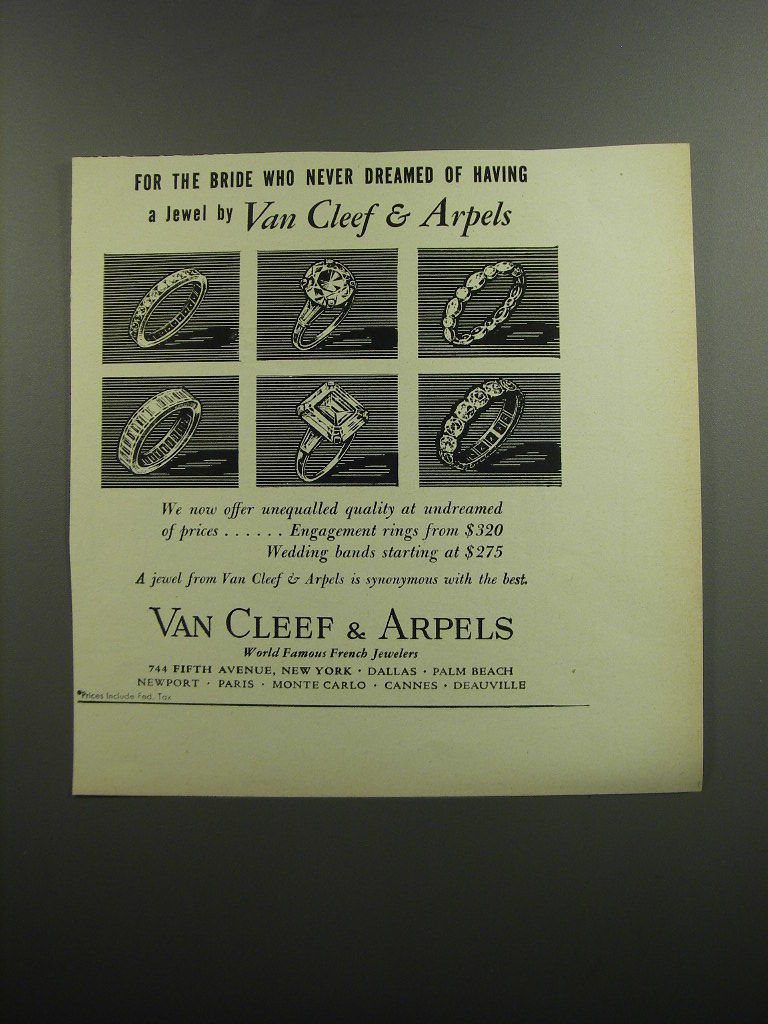 FOR THE BRIDE WHO NEVER DREAMED OF HAVING
a Jewel by Van Cleef & Arpels
We now offer unequalled quality at undreamed
of prices . . . . . . Engagement rings from $320
Wedding bands starting at $275
A jewel from Van Cleef & Arpels is synonymous with the best.
VAN CLEEF & ARPELS
World Famous French Jewelers
744 FIFTH AVENUE, NEW YORK · DALLAS · PALM BEACH
NEWPORT · PARIS · MONTE CARLO · CANNES · DEAUVILLE
*Prices Include Fed. Tax